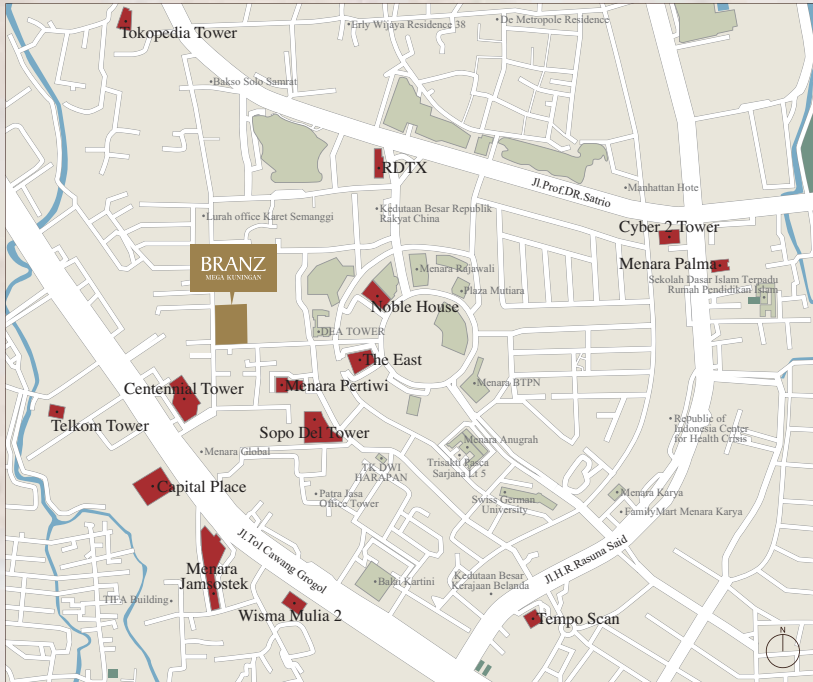 Tokopedia Tower
Erly Wijaya Residence 38
De Metropole Residence
Bakso Solo Samrat
RDTX
Jl.Prof.DR.Satrio
Manhattan Hote
Lurah office Karet Semanggi
Kedutaan Besar Republik
Rakyat China
Cyber 2 Tower
BRANZ
MEGA KUNINGAN
Menara Rajawali
Menara Palma
Plaza Mutiara
Sekolah Dasar Islam Terpadu
Rumah Pendidikan Islam
Noble House
DEA TOWER
The East
Centennial Tower
Menara Pertiwi
Menara BTPN
Telkom Tower
Sopo Del Tower
Republic of
Indonesia Center
for Health Crisis
Menara Global
Menara Anugrah
TK DWI
HARAPAN
Trisakti Pasca
Sarjana Lt 5
Capital Place
Patra Jasa
Office Tower
Swiss German
University
Menara Karya
FamilyMart Menara Karya
Jl.Tol Cawang Grogol
Jl.H.R.Rasuna Said
Menara
Jamsostek
Balai Kartini
Kedutaan Besar
Kerajaan Belanda
TIFA Building
Wisma Mulia 2
Tempo Scan
N